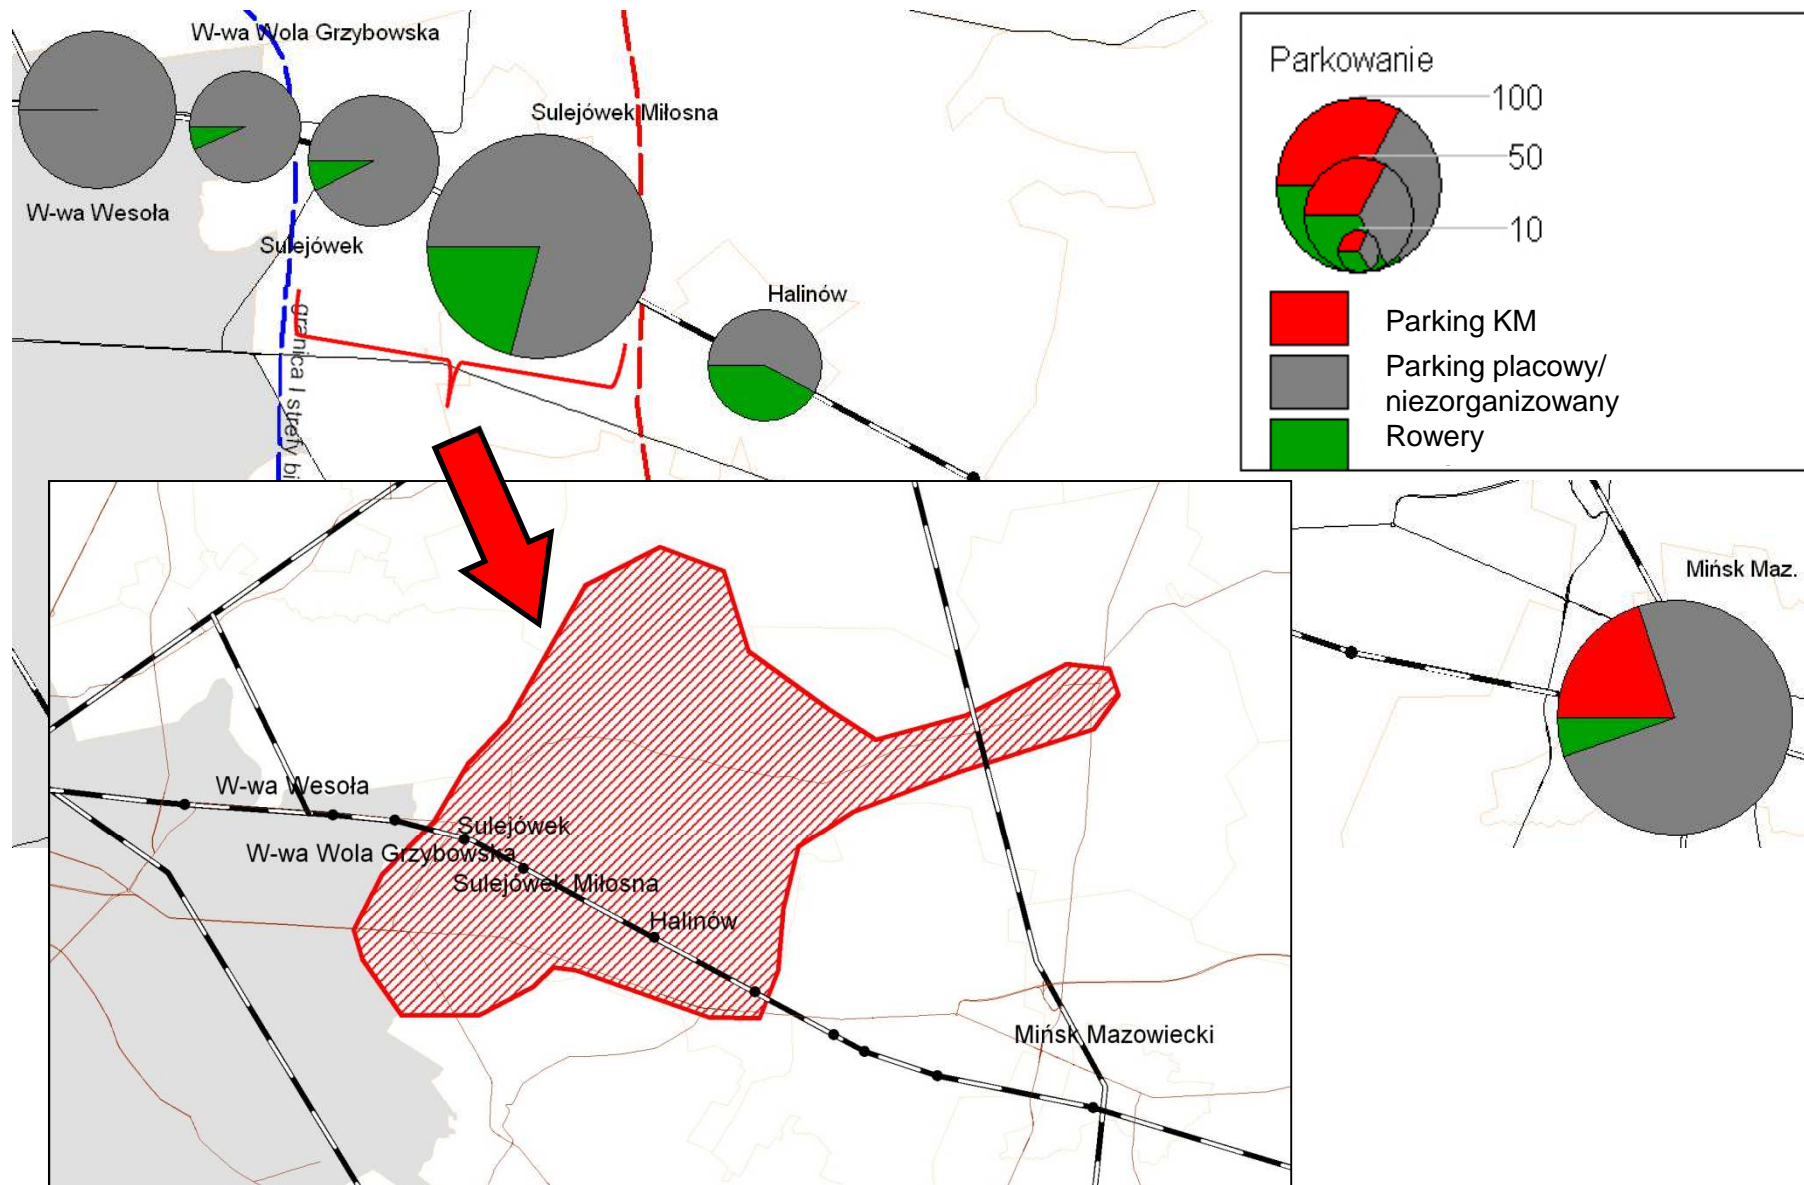 W-wa Wola Grzybowska
Sulejówek Miłosna
W-wa Wesoła
Sulejówek
Halinów
granica I strefy bi
Parkowanie
100
50
10
Parking KM
Parking placowy/
niezorganizowany
Rowery
Mińsk Maz.
W-wa Wesoła
Sulejówek
W-wa Wola Grzybowska
Sulejówek Miłosna
Halinów
Mińsk Mazowiecki